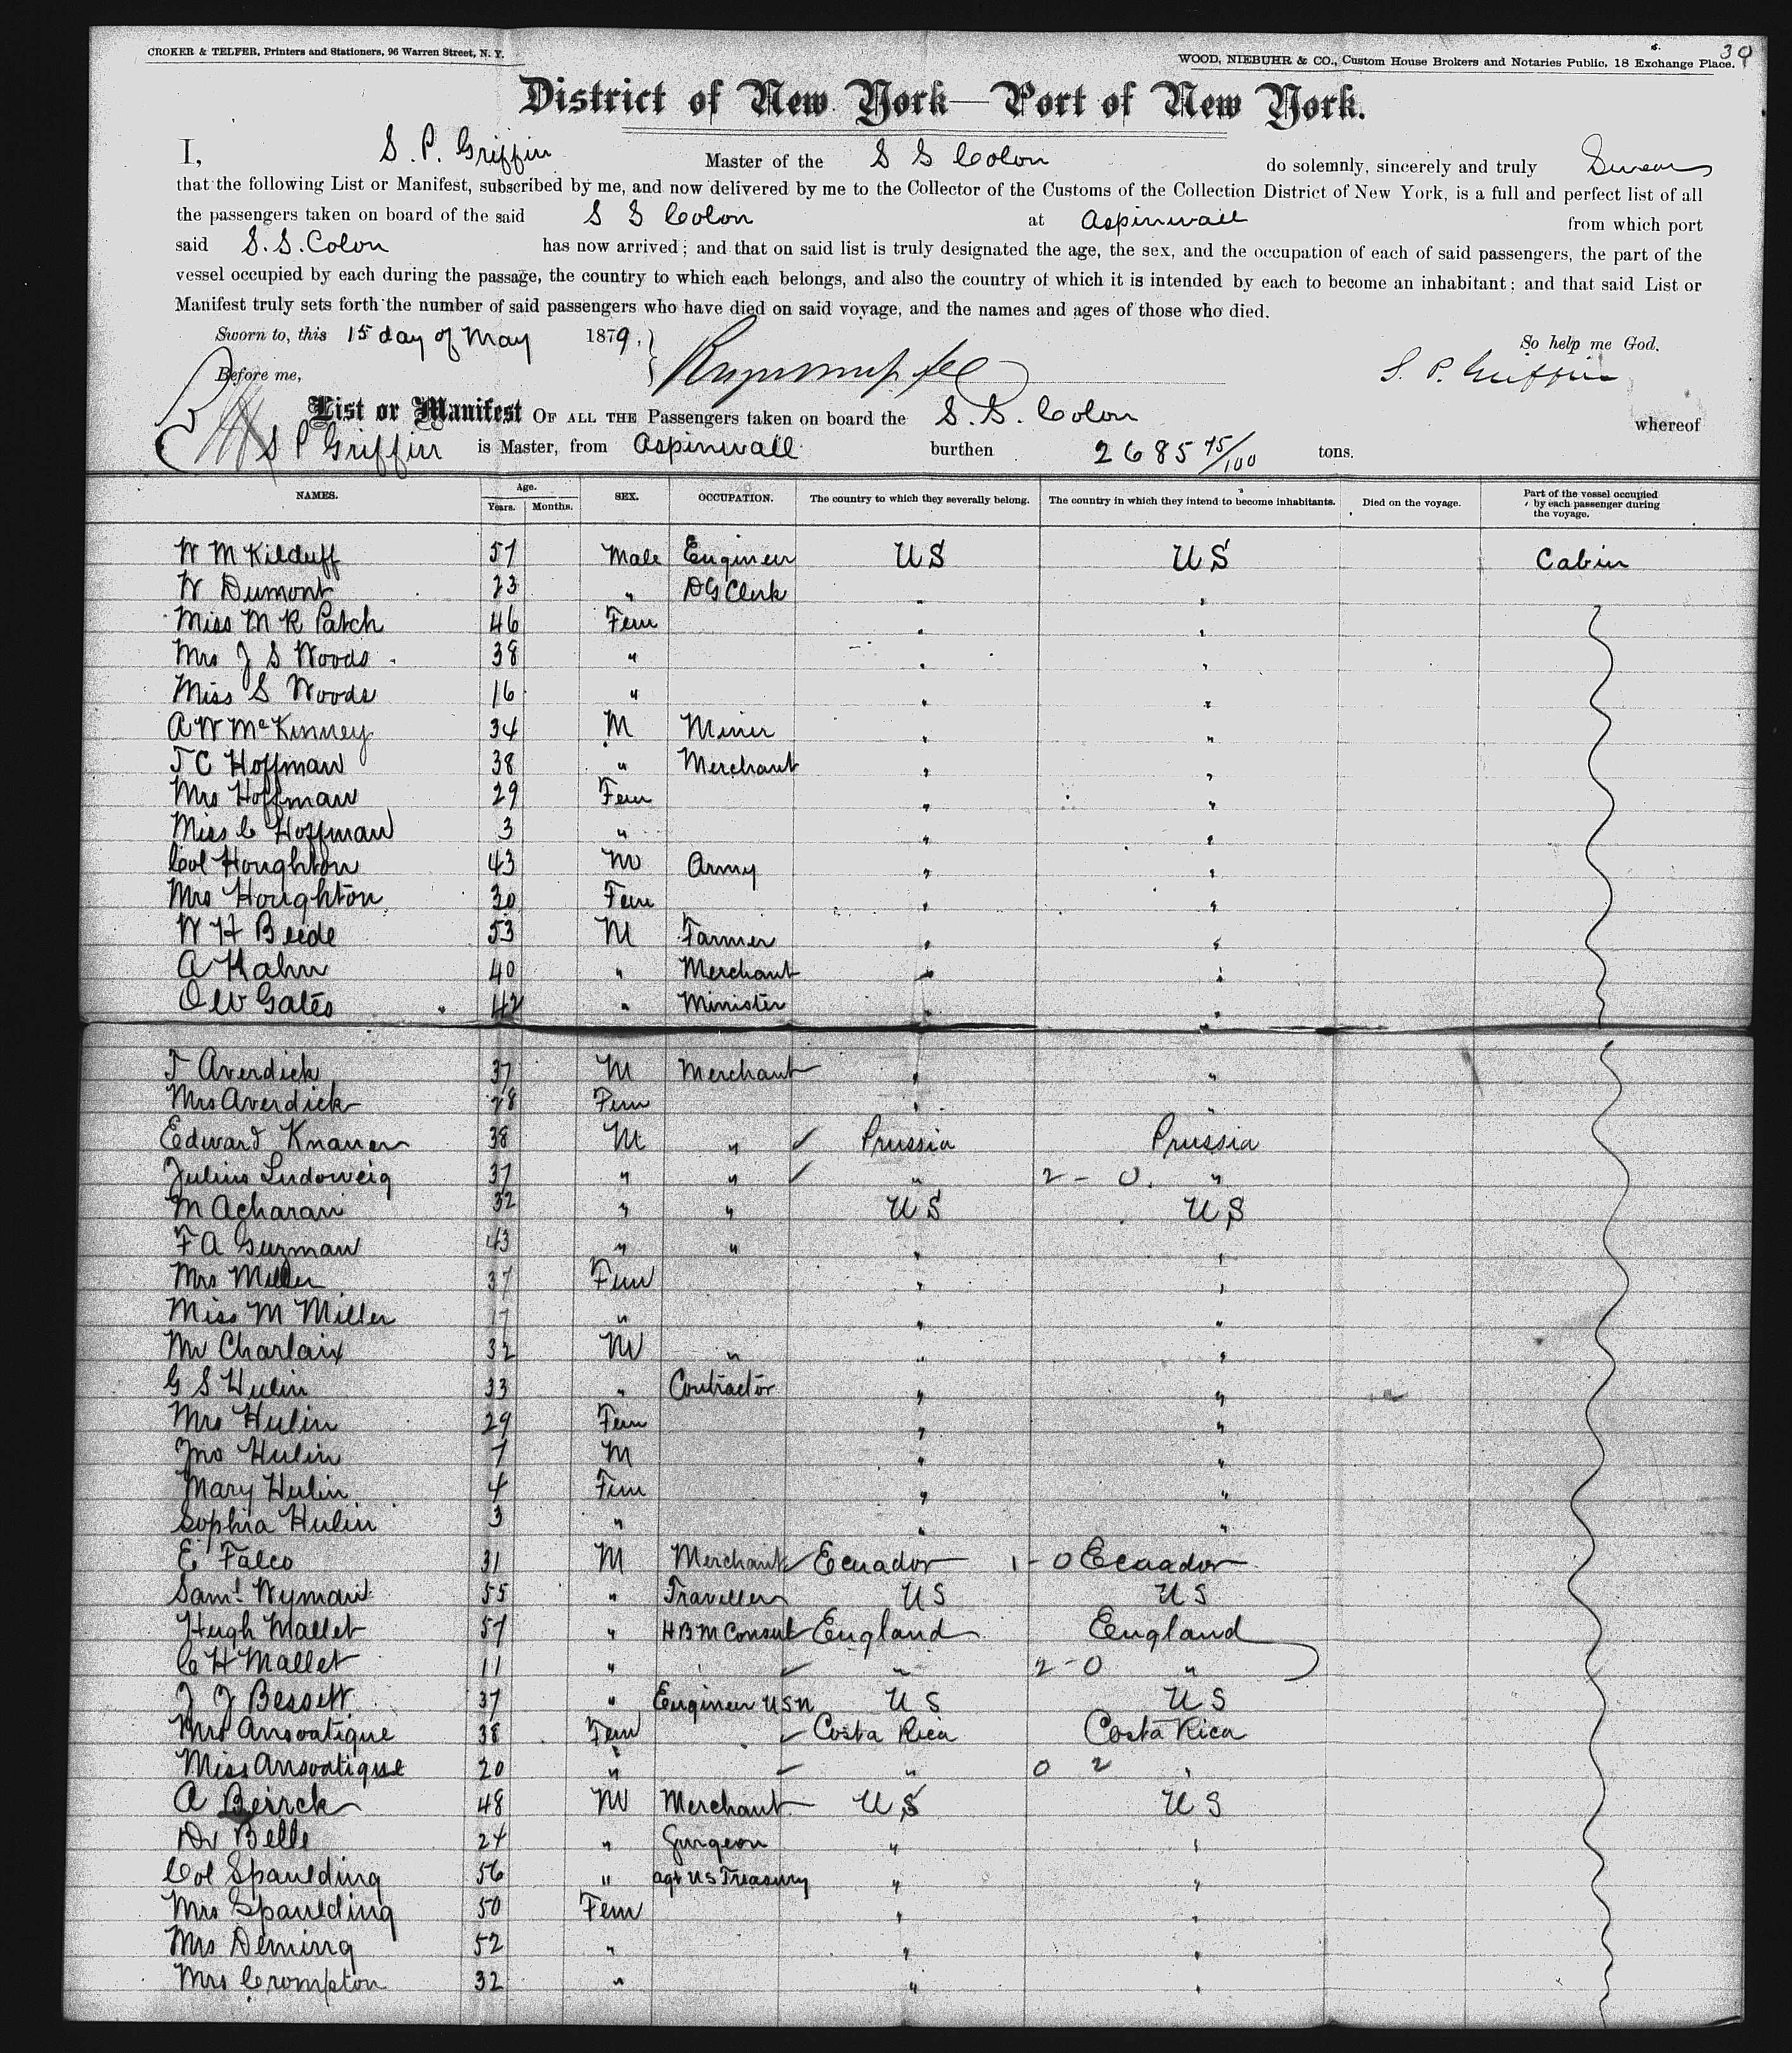 39
CROKER & TELFER, Printers and Stationers, 96 Warren Street, N. Y.
WOOD, NIEBUHR & CO., Custom House Brokers and Notaries Public, 18 Exchange Place.
District of New York—Port of New York.
I, S. P. Griffin Master of the S S Colon do solemnly, sincerely and truly Swear
that the following List or Manifest, subscribed by me, and now delivered by me to the Collector of the Customs of the Collection District of New York, is a full and perfect list of all
the passengers taken on board of the said S S Colon at Aspinwall from which port
said S. S. Colon has now arrived; and that on said list is truly designated the age, the sex, and the occupation of each of said passengers, the part of the
vessel occupied by each during the passage, the country to which each belongs, and also the country of which it is intended by each to become an inhabitant; and that said List or
Manifest truly sets forth the number of said passengers who have died on said voyage, and the names and ages of those who died.
Sworn to, this 15 day of May 1879, So help me God.
Before me, S. P. Griffin
List or Manifest OF ALL THE Passengers taken on board the S. S. Colon whereof
S P Griffin is Master, from Aspinwall burthen 2685 75/100 tons.
NAMES. Age. Years. Months. SEX. OCCUPATION. The country to which they severally belong. The country in which they intend to become inhabitants. Died on the voyage. Part of the vessel occupied by each passenger during the voyage.
W M Kilduff 57 Male Engineer US US Cabin
W Dumont 23 " DG Clerk " "
Miss M R Patch 46 Fem " "
Mrs J S Woods 38 " " "
Miss S Woods 16 " " "
A W McKinney 34 M Miner " "
J C Hoffman 38 " Merchant " "
Mrs Hoffman 29 Fem " "
Miss C Hoffman 3 " " "
Col Houghton 43 M Army " "
Mrs Houghton 30 Fem " "
W H Beede 53 M Farmer " "
A Kahn 40 " Merchant " "
O W Gates 42 " Minister " "
J Averdick 37 M Merchant " "
Mrs Averdick 28 Fem " "
Edward Knauer 38 M " Prussia Prussia
Julius Ludoweig 37 " " " 2 - 0. "
M Acharan 32 " " US US
F A Guzman 43 " " " "
Mrs Miller 37 Fem " "
Miss M Miller 17 " " "
Mr Charlaix 32 M " " "
G S Hulin 33 " Contractor " "
Mrs Hulin 29 Fem " "
Jno Hulin 7 M " "
Mary Hulin 4 Fem " "
Sophia Hulin 3 " " "
E Falco 31 M Merchant Ecuador 1 - 0 Ecuador
Saml Wyman 55 " Traveller US US
Hugh Mallet 57 " HBM Consul England England
C H Mallet 11 " " 2 - 0 "
J J Bessett 37 " Engineer USN US US
Mrs Ansoatique 38 Fem Costa Rica Costa Rica
Miss Ansoatique 20 " " 0 2 "
A Beirck 48 M Merchant US US
Dr Belle 24 " Surgeon " "
Col Spaulding 56 " agt US Treasury " "
Mrs Spaulding 50 Fem " "
Mrs Deming 52 " " "
Mrs Crompton 32 " " "